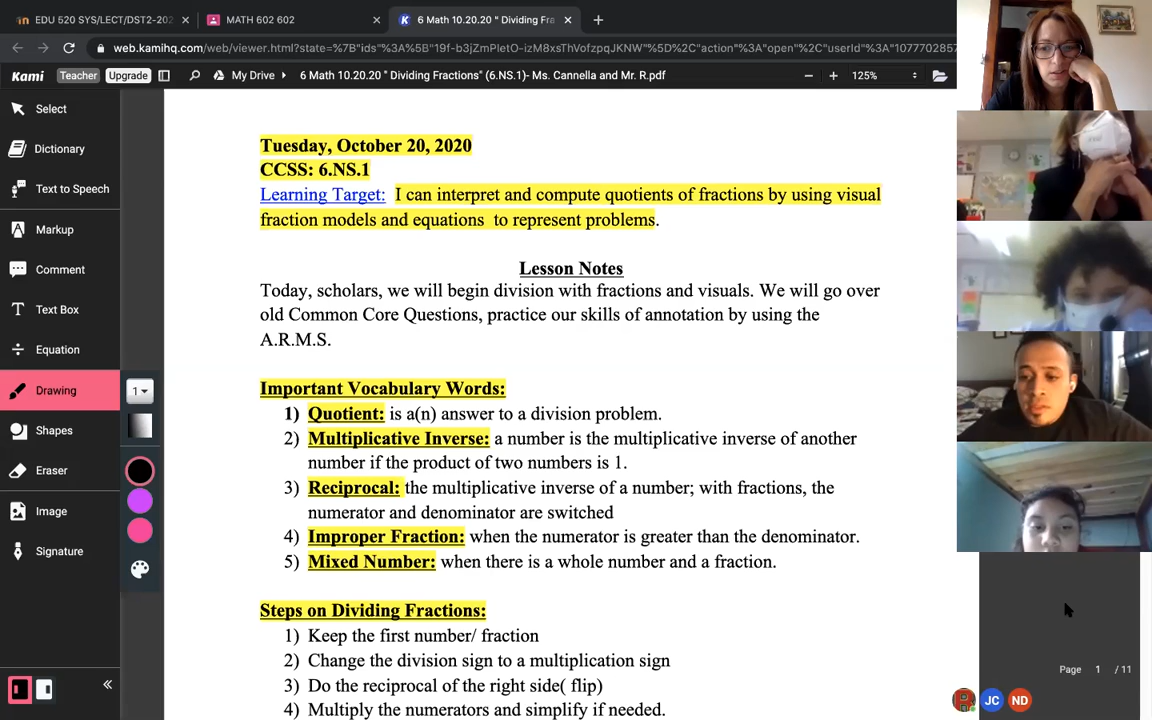 EDU 520 SYS/LECT/DST2-202
MATH 602 602
6 Math 10.20.20 " Dividing Fra
web.kamihq.com/web/viewer.html?state=%7B"ids"%3A%5B"19f-b3jZmPletO-izM8xsThVofzpqJKNW"%5D%2C"action"%3A"open"%2C"userId"%3A"1077702857
Kami Teacher Upgrade My Drive 6 Math 10.20.20 " Dividing Fractions" (6.NS.1)- Ms. Cannella and Mr. R.pdf 125%
Select
Dictionary
Text to Speech
Markup
Comment
Text Box
Equation
Drawing
1
Shapes
Eraser
Image
Signature
Tuesday, October 20, 2020
CCSS: 6.NS.1
Learning Target: I can interpret and compute quotients of fractions by using visual
fraction models and equations to represent problems.
Lesson Notes
Today, scholars, we will begin division with fractions and visuals. We will go over
old Common Core Questions, practice our skills of annotation by using the
A.R.M.S.
Important Vocabulary Words:
1) Quotient: is a(n) answer to a division problem.
2) Multiplicative Inverse: a number is the multiplicative inverse of another
number if the product of two numbers is 1.
3) Reciprocal: the multiplicative inverse of a number; with fractions, the
numerator and denominator are switched
4) Improper Fraction: when the numerator is greater than the denominator.
5) Mixed Number: when there is a whole number and a fraction.
Steps on Dividing Fractions:
1) Keep the first number/ fraction
2) Change the division sign to a multiplication sign
3) Do the reciprocal of the right side( flip)
4) Multiply the numerators and simplify if needed.
Page 1 / 11
JC ND